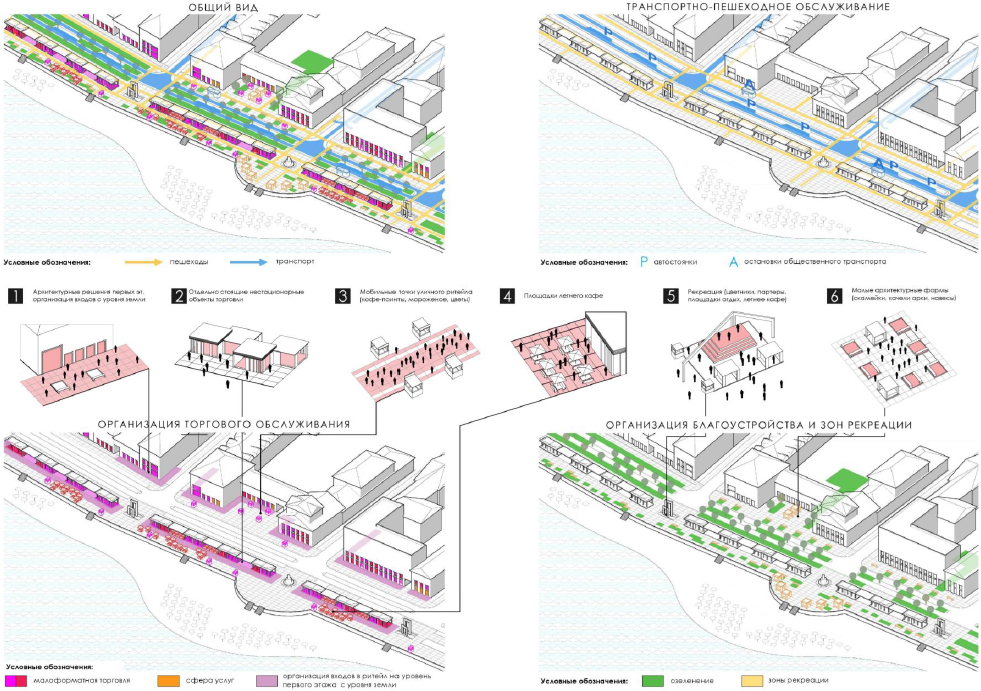 ОБЩИЙ ВИД
ТРАНСПОРТНО-ПЕШЕХОДНОЕ ОБСЛУЖИВАНИЕ
P
A
P
P
A
P
Условные обозначения:
пешеходы
транспорт
Условные обозначения:
P автостоянки
A остановки общественного транспорта
1 Архитектурные решения первых эт.
организация входов с уровня земли
2 Отдельно стоящие нестационарные
объекты торговли
3 Мобильные точки уличного ритейла
(кофе-поинты, мороженое, цветы)
4 Площадки летнего кафе
5 Рекреация (цветники, партеры,
площадки отдых, летнее кафе)
6 Малые архитектурные формы
(скамейки, качели арки, навесы)
ОРГАНИЗАЦИЯ ТОРГОВОГО ОБСЛУЖИВАНИЯ
ОРГАНИЗАЦИЯ БЛАГОУСТРОЙСТВА И ЗОН РЕКРЕАЦИИ
Условные обозначения:
малоформатная торговля
сфера услуг
организация входов в ритейл на уровень
первого этажа с уровня земли
Условные обозначения:
озеленение
зоны рекреации